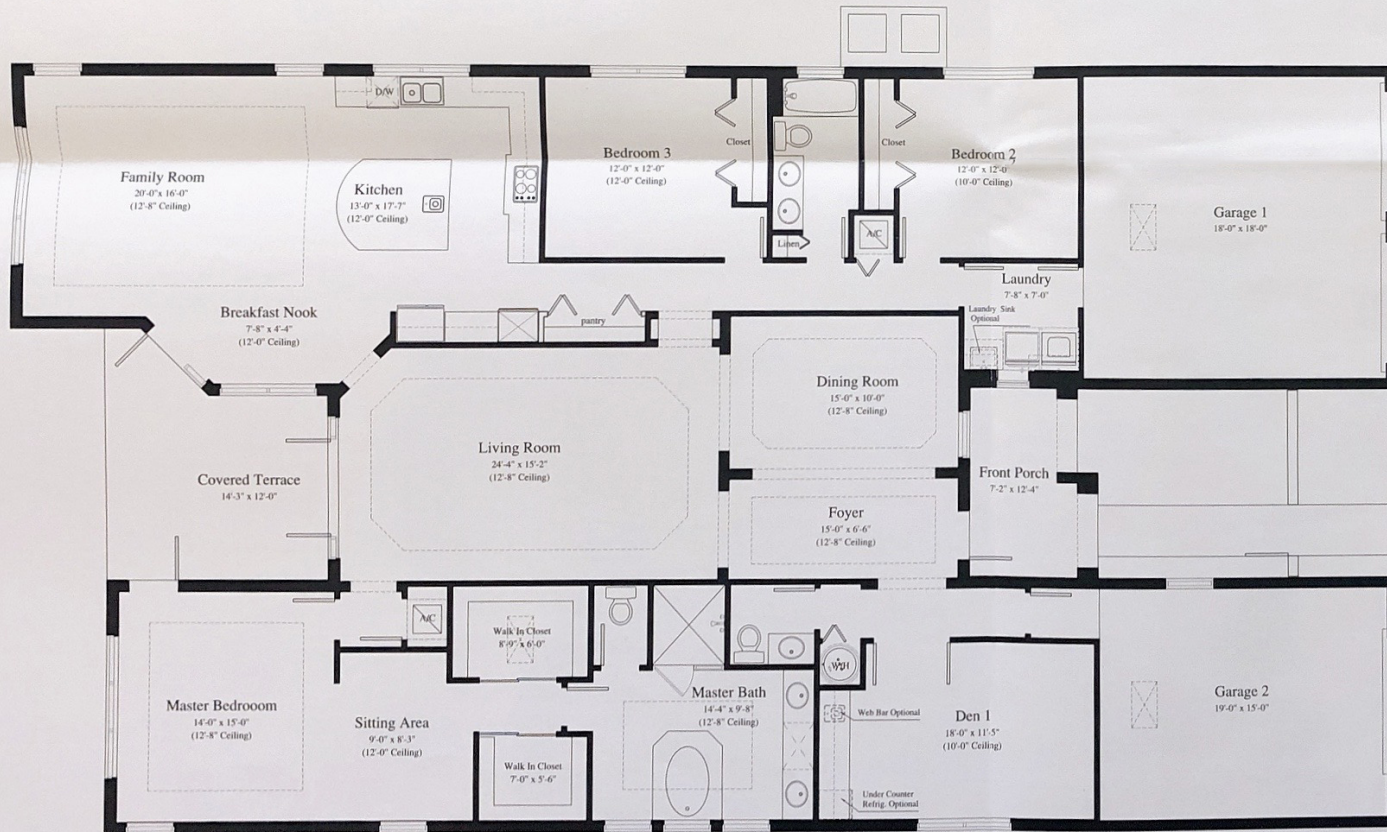 D/W
Family Room
20'-0" x 16'-0"
(12'-8" Ceiling)
Kitchen
13'-0" x 17'-7"
(12'-0" Ceiling)
Bedroom 3
12'-0" x 12'-0"
(12'-0" Ceiling)
Closet
Closet
Bedroom 2
12'-0" x 12'-0"
(10'-0" Ceiling)
Garage 1
18'-0" x 18'-0"
Linen
A/C
Breakfast Nook
7'-8" x 4'-4"
(12'-0" Ceiling)
pantry
Laundry
7'-8" x 7'-0"
Laundry Sink
Optional
Dining Room
15'-0" x 10'-0"
(12'-8" Ceiling)
Living Room
24'-4" x 15'-2"
(12'-8" Ceiling)
Covered Terrace
14'-3" x 12'-0"
Front Porch
7'-2" x 12'-4"
Foyer
15'-0" x 6'-6"
(12'-8" Ceiling)
A/C
Walk In Closet
8'-9" x 6'-0"
W/H
Master Bedrooom
14'-0" x 15'-0"
(12'-8" Ceiling)
Sitting Area
9'-0" x 8'-3"
(12'-0" Ceiling)
Master Bath
14'-4" x 9'-8"
(12'-8" Ceiling)
Web Bar Optional
Den 1
18'-0" x 11'-5"
(10'-0" Ceiling)
Garage 2
19'-0" x 15'-0"
Walk In Closet
7'-0" x 5'-6"
Under Counter
Refrig. Optional